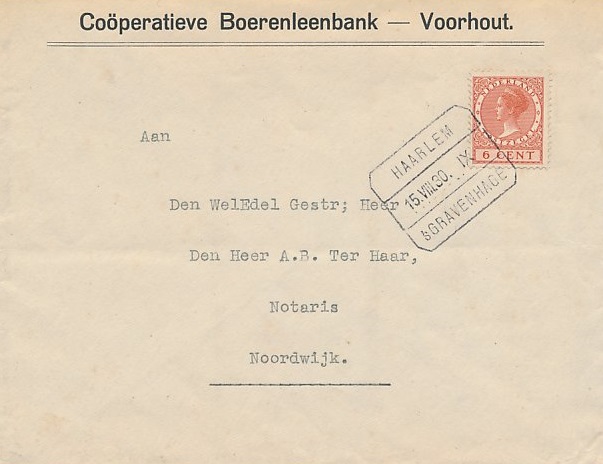 Coöperatieve Boerenleenbank — Voorhout.
NEDERLAND
6 CENT
HAARLEM
15.VIII.30. IX
'sGRAVENHAGE
Aan
Den WelEdel Gestr; Heer
Den Heer A.B. Ter Haar,
Notaris
Noordwijk.